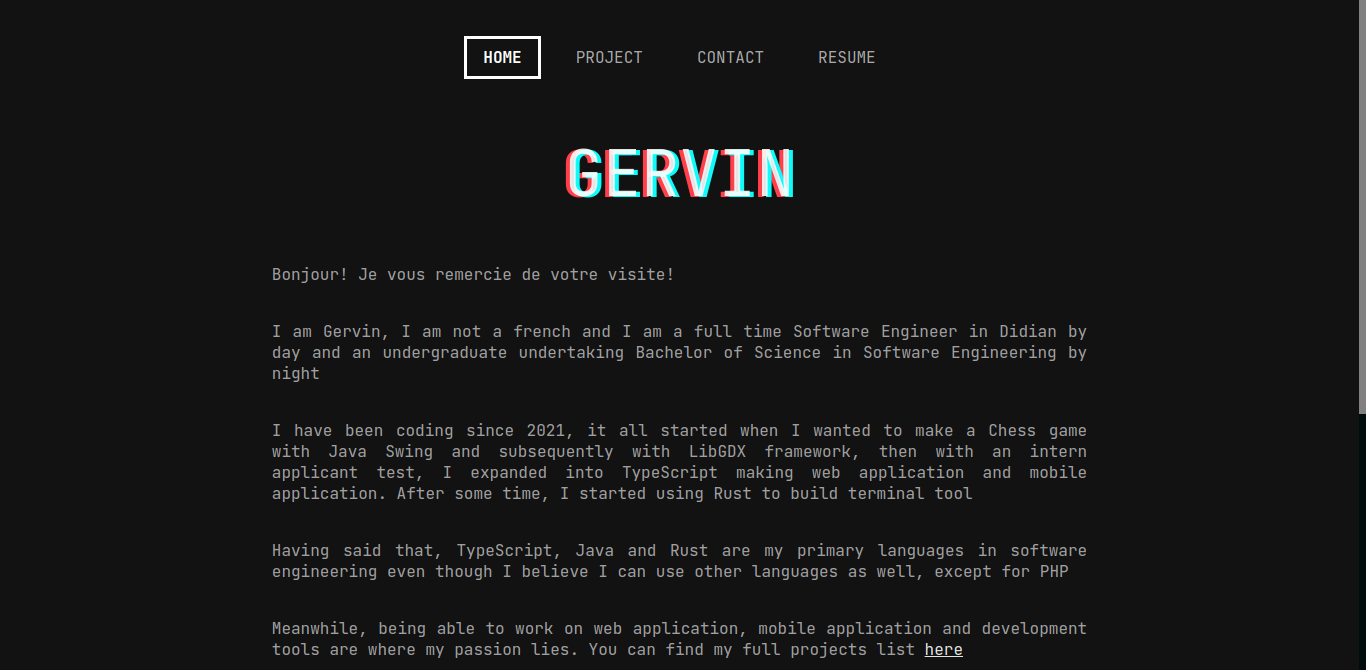 HOME PROJECT CONTACT RESUME
GERVIN
Bonjour! Je vous remercie de votre visite!
I am Gervin, I am not a french and I am a full time Software Engineer in Didian by
day and an undergraduate undertaking Bachelor of Science in Software Engineering by
night
I have been coding since 2021, it all started when I wanted to make a Chess game
with Java Swing and subsequently with LibGDX framework, then with an intern
applicant test, I expanded into TypeScript making web application and mobile
application. After some time, I started using Rust to build terminal tool
Having said that, TypeScript, Java and Rust are my primary languages in software
engineering even though I believe I can use other languages as well, except for PHP
Meanwhile, being able to work on web application, mobile application and development
tools are where my passion lies. You can find my full projects list here